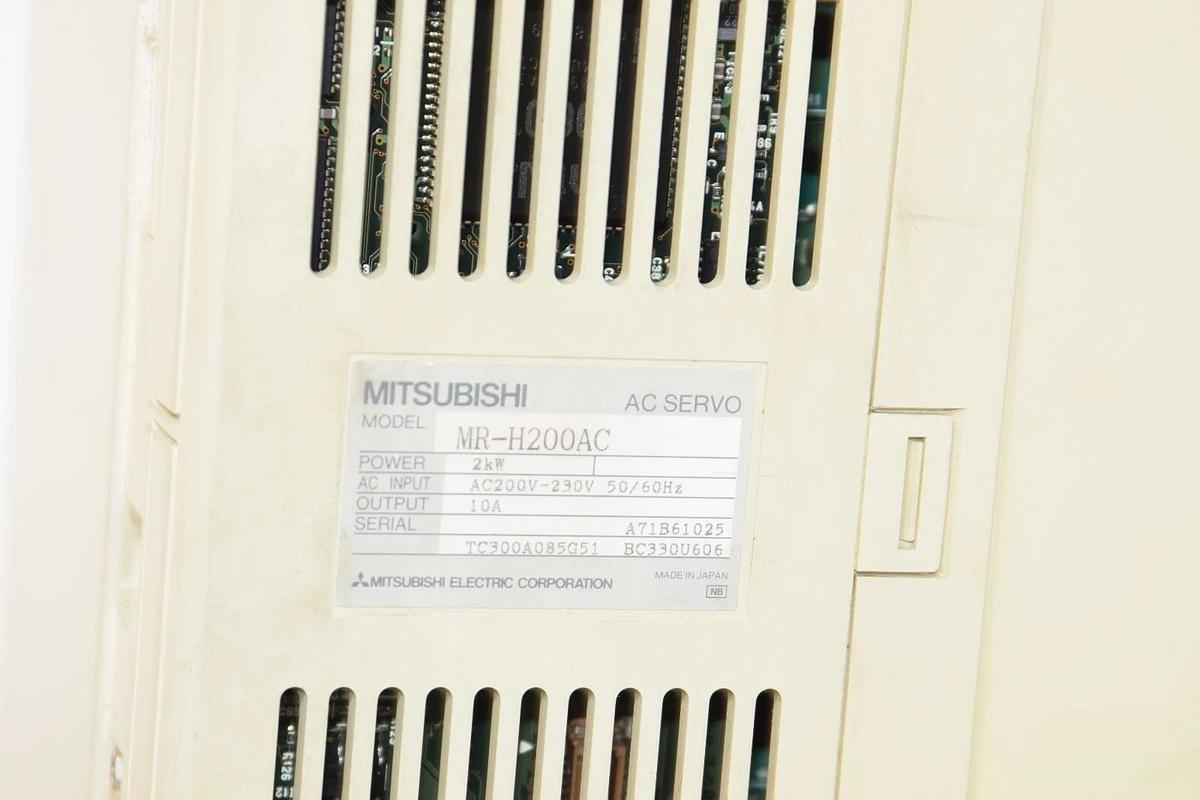 MITSUBISHI AC SERVO
MODEL MR-H200AC
POWER 2kW
AC INPUT AC200V-230V 50/60Hz
OUTPUT 10A
SERIAL A71B61025
TC300A085G51 BC330U606
MITSUBISHI ELECTRIC CORPORATION MADE IN JAPAN
NB
R126